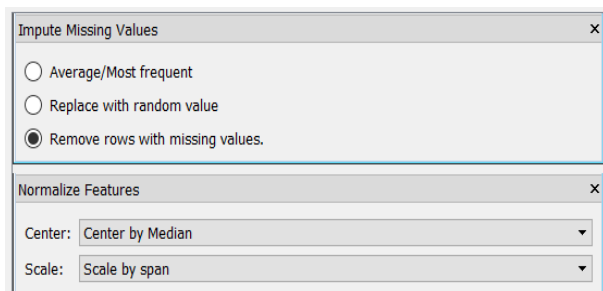 Impute Missing Values x
Average/Most frequent
Replace with random value
Remove rows with missing values.
Normalize Features x
Center: Center by Median
Scale: Scale by span